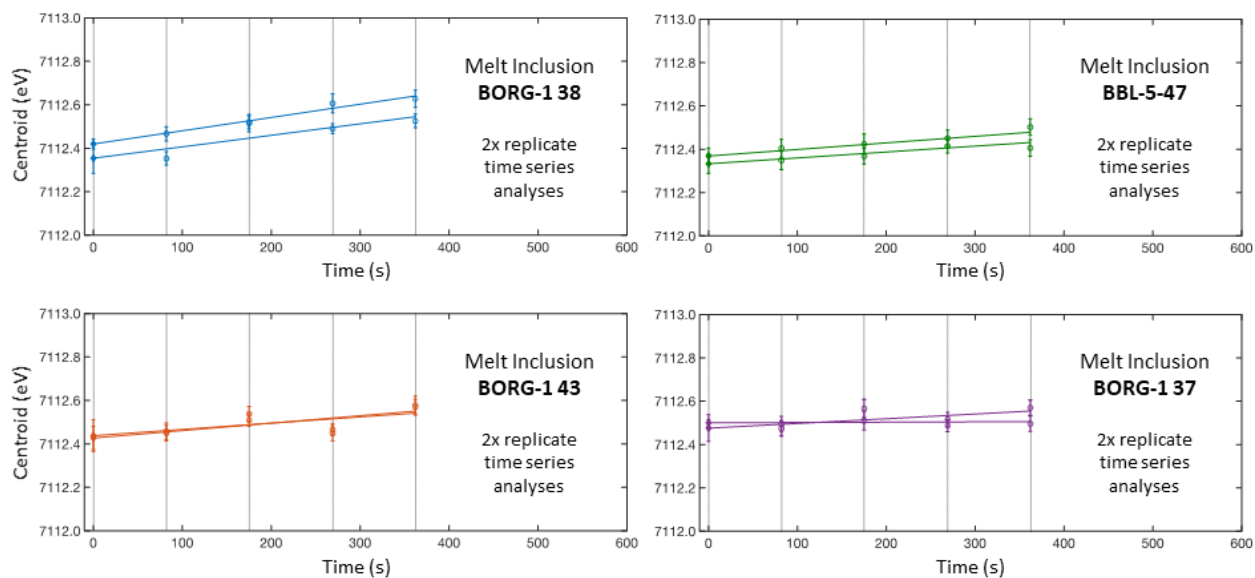 7113.0
7112.8
7112.6
7112.4
7112.2
7112.0
Centroid (eV)
0 100 200 300 400 500 600
Time (s)
Melt Inclusion
BORG-1 38
2x replicate
time series
analyses
7113.0
7112.8
7112.6
7112.4
7112.2
7112.0
0 100 200 300 400 500 600
Time (s)
Melt Inclusion
BBL-5-47
2x replicate
time series
analyses
7113.0
7112.8
7112.6
7112.4
7112.2
7112.0
Centroid (eV)
0 100 200 300 400 500 600
Time (s)
Melt Inclusion
BORG-1 43
2x replicate
time series
analyses
7113.0
7112.8
7112.6
7112.4
7112.2
7112.0
0 100 200 300 400 500 600
Time (s)
Melt Inclusion
BORG-1 37
2x replicate
time series
analyses